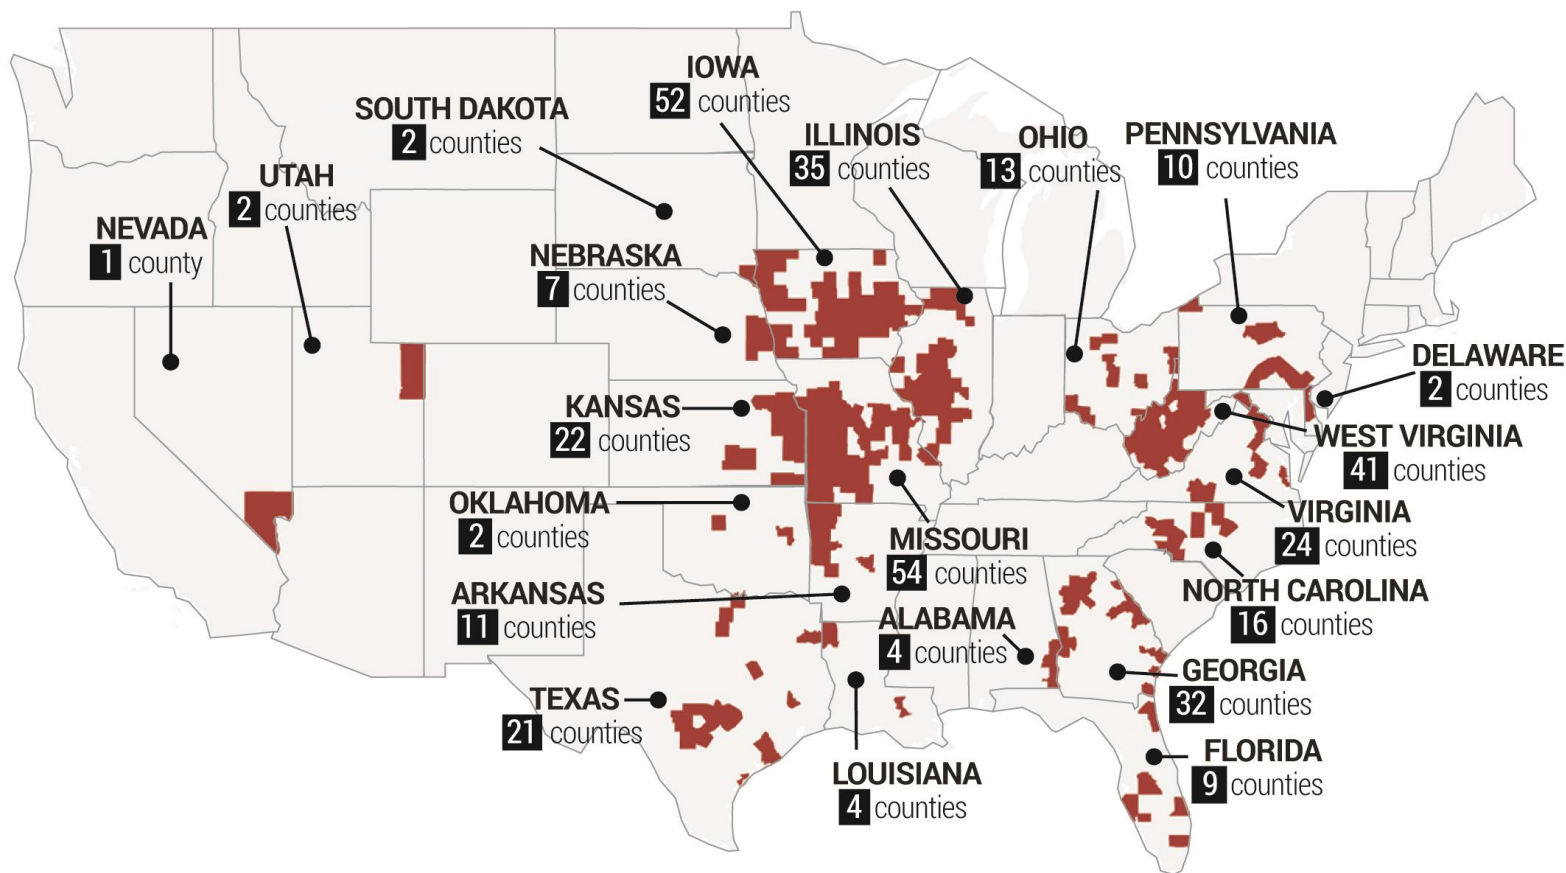 IOWA
52 counties
SOUTH DAKOTA
2 counties
ILLINOIS
35 counties
OHIO
13 counties
PENNSYLVANIA
10 counties
UTAH
2 counties
NEVADA
1 county
NEBRASKA
7 counties
DELAWARE
2 counties
KANSAS
22 counties
WEST VIRGINIA
41 counties
OKLAHOMA
2 counties
VIRGINIA
24 counties
MISSOURI
54 counties
ARKANSAS
11 counties
NORTH CAROLINA
16 counties
ALABAMA
4 counties
GEORGIA
32 counties
TEXAS
21 counties
FLORIDA
9 counties
LOUISIANA
4 counties